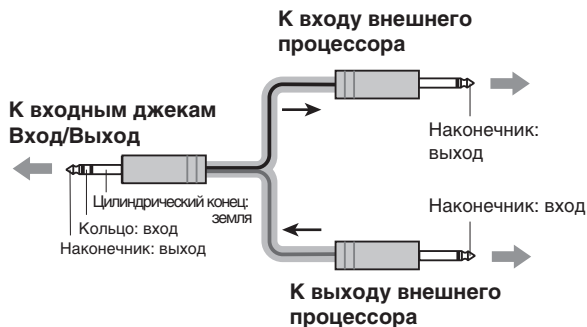 К входу внешнего
процессора
К входным джекам
Вход/Выход
Наконечник:
выход
Цилиндрический конец:
земля
Кольцо: вход
Наконечник: выход
Наконечник: вход
К выходу внешнего
процессора